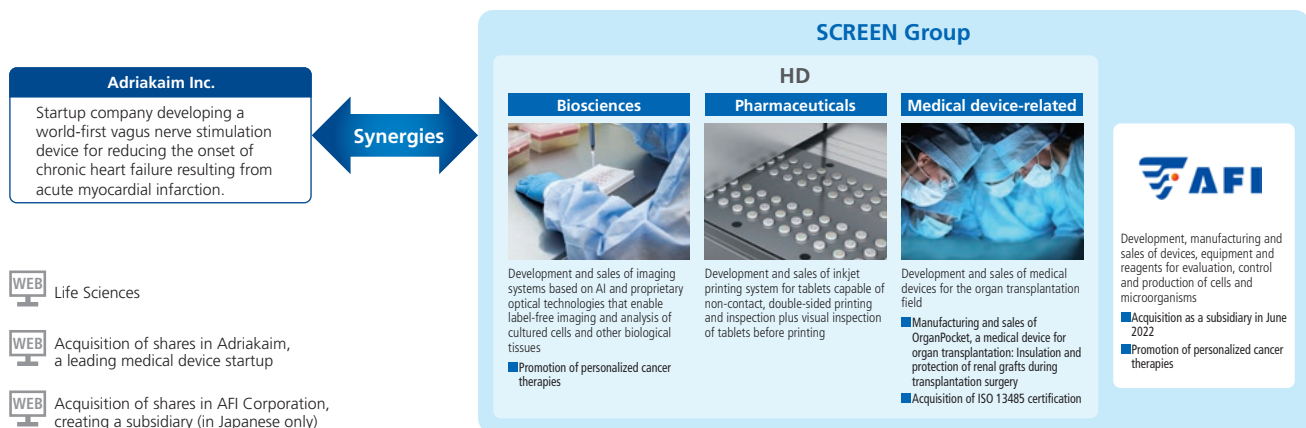 Adriakaim Inc.
Startup company developing a
world-first vagus nerve stimulation
device for reducing the onset of
chronic heart failure resulting from
acute myocardial infarction.
Synergies
WEB
Life Sciences
WEB
Acquisition of shares in Adriakaim,
a leading medical device startup
WEB
Acquisition of shares in AFI Corporation,
creating a subsidiary (in Japanese only)
SCREEN Group
HD
Biosciences
Development and sales of imaging
systems based on AI and proprietary
optical technologies that enable
label-free imaging and analysis of
cultured cells and other biological
tissues
Promotion of personalized cancer
therapies
Pharmaceuticals
Development and sales of inkjet
printing system for tablets capable of
non-contact, double-sided printing
and inspection plus visual inspection
of tablets before printing
Medical device-related
Development and sales of medical
devices for the organ transplantation
field
Manufacturing and sales of
OrganPocket, a medical device for
organ transplantation: Insulation and
protection of renal grafts during
transplantation surgery
Acquisition of ISO 13485 certification
AFI
Development, manufacturing and
sales of devices, equipment and
reagents for evaluation, control
and production of cells and
microorganisms
Acquisition as a subsidiary in June
2022
Promotion of personalized cancer
therapies